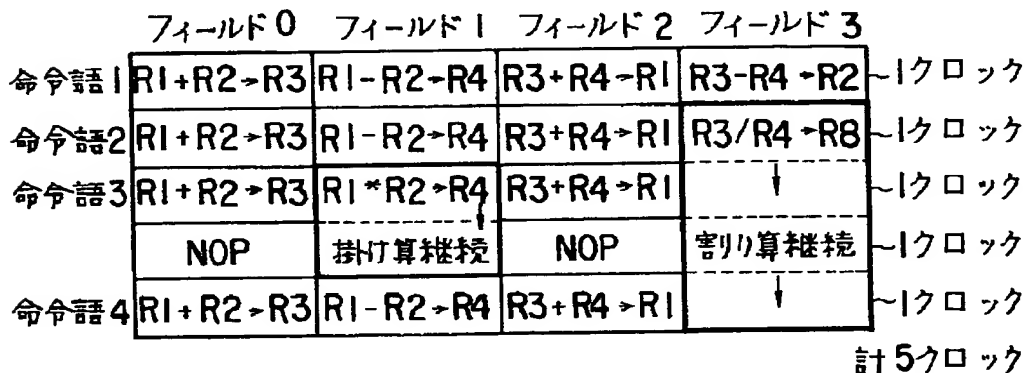 フィールド0 フィールド1 フィールド2 フィールド3
命令語1 R1+R2→R3 R1-R2→R4 R3+R4→R1 R3-R4→R2 ~1クロック
命令語2 R1+R2→R3 R1-R2→R4 R3+R4→R1 R3/R4→R8 ~1クロック
命令語3 R1+R2→R3 R1*R2→R4 R3+R4→R1 ↓ ~1クロック
NOP 掛け算継続 NOP 割り算継続 ~1クロック
命令語4 R1+R2→R3 R1-R2→R4 R3+R4→R1 ↓ ~1クロック
計5クロック